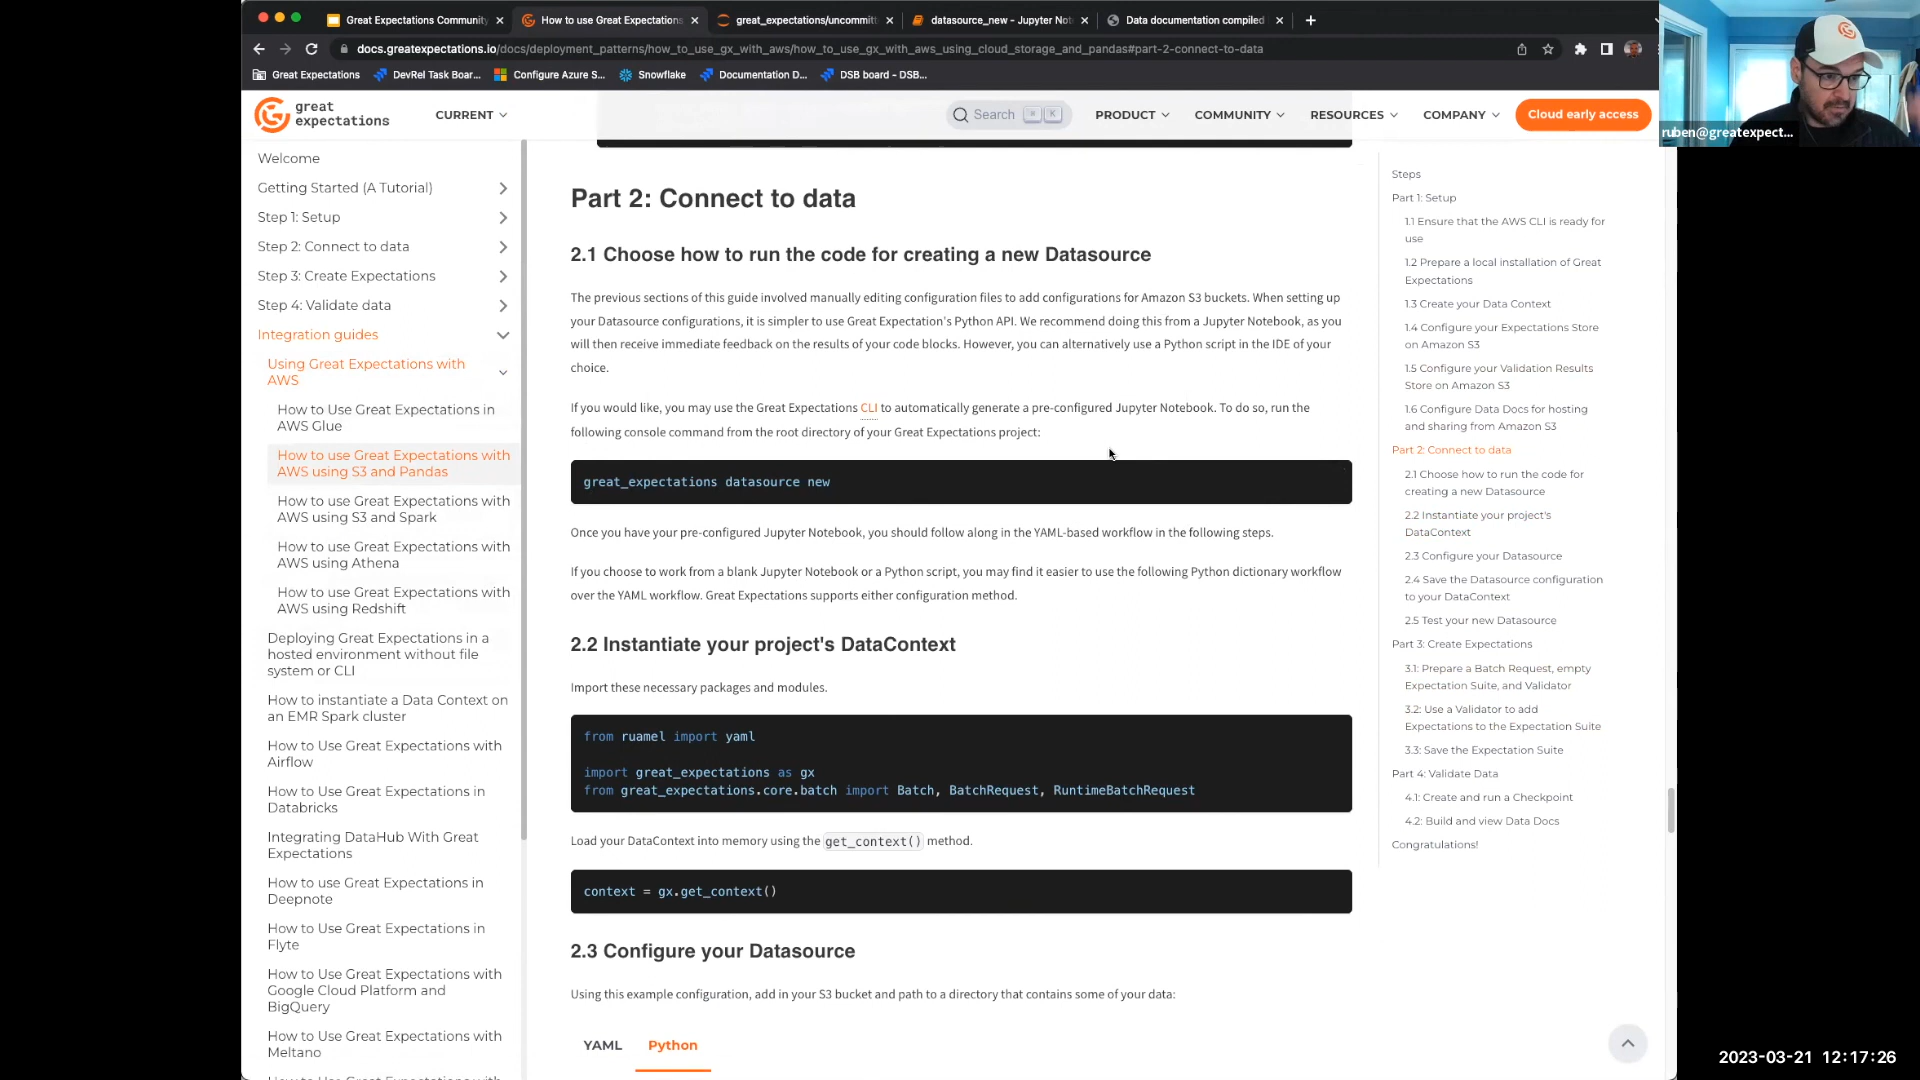 Great Expectations Community
How to use Great Expectations
great_expectations/uncommitt
datasource_new - Jupyter Not
Data documentation compiled
docs.greatexpectations.io/docs/deployment_patterns/how_to_use_gx_with_aws/how_to_use_gx_with_aws_using_cloud_storage_and_pandas#part-2-connect-to-data
Great Expectations
DevRel Task Boar...
Configure Azure S...
Snowflake
Documentation D...
DSB board - DSB...
great
expectations
CURRENT
Search
K
PRODUCT
COMMUNITY
RESOURCES
COMPANY
Cloud early access
ruben@greatexpect...
Welcome
Getting Started (A Tutorial)
Step 1: Setup
Step 2: Connect to data
Step 3: Create Expectations
Step 4: Validate data
Integration guides
Using Great Expectations with
AWS
How to Use Great Expectations in
AWS Glue
How to use Great Expectations with
AWS using S3 and Pandas
How to use Great Expectations with
AWS using S3 and Spark
How to use Great Expectations with
AWS using Athena
How to use Great Expectations with
AWS using Redshift
Deploying Great Expectations in a
hosted environment without file
system or CLI
How to instantiate a Data Context on
an EMR Spark cluster
How to Use Great Expectations with
Airflow
How to Use Great Expectations in
Databricks
Integrating DataHub With Great
Expectations
How to use Great Expectations in
Deepnote
How to Use Great Expectations in
Flyte
How to Use Great Expectations with
Google Cloud Platform and
BigQuery
How to Use Great Expectations with
Meltano
Part 2: Connect to data
2.1 Choose how to run the code for creating a new Datasource
The previous sections of this guide involved manually editing configuration files to add configurations for Amazon S3 buckets. When setting up
your Datasource configurations, it is simpler to use Great Expectation's Python API. We recommend doing this from a Jupyter Notebook, as you
will then receive immediate feedback on the results of your code blocks. However, you can alternatively use a Python script in the IDE of your
choice.
If you would like, you may use the Great Expectations CLI to automatically generate a pre-configured Jupyter Notebook. To do so, run the
following console command from the root directory of your Great Expectations project:
great_expectations datasource new
Once you have your pre-configured Jupyter Notebook, you should follow along in the YAML-based workflow in the following steps.
If you choose to work from a blank Jupyter Notebook or a Python script, you may find it easier to use the following Python dictionary workflow
over the YAML workflow. Great Expectations supports either configuration method.
2.2 Instantiate your project's DataContext
Import these necessary packages and modules.
from ruamel import yaml
import great_expectations as gx
from great_expectations.core.batch import Batch, BatchRequest, RuntimeBatchRequest
Load your DataContext into memory using the get_context() method.
context = gx.get_context()
2.3 Configure your Datasource
Using this example configuration, add in your S3 bucket and path to a directory that contains some of your data:
YAML
Python
Steps
Part 1: Setup
1.1 Ensure that the AWS CLI is ready for
use
1.2 Prepare a local installation of Great
Expectations
1.3 Create your Data Context
1.4 Configure your Expectations Store
on Amazon S3
1.5 Configure your Validation Results
Store on Amazon S3
1.6 Configure Data Docs for hosting
and sharing from Amazon S3
Part 2: Connect to data
2.1 Choose how to run the code for
creating a new Datasource
2.2 Instantiate your project's
DataContext
2.3 Configure your Datasource
2.4 Save the Datasource configuration
to your DataContext
2.5 Test your new Datasource
Part 3: Create Expectations
3.1: Prepare a Batch Request, empty
Expectation Suite, and Validator
3.2: Use a Validator to add
Expectations to the Expectation Suite
3.3: Save the Expectation Suite
Part 4: Validate Data
4.1: Create and run a Checkpoint
4.2: Build and view Data Docs
Congratulations!
2023-03-21 12:17:26